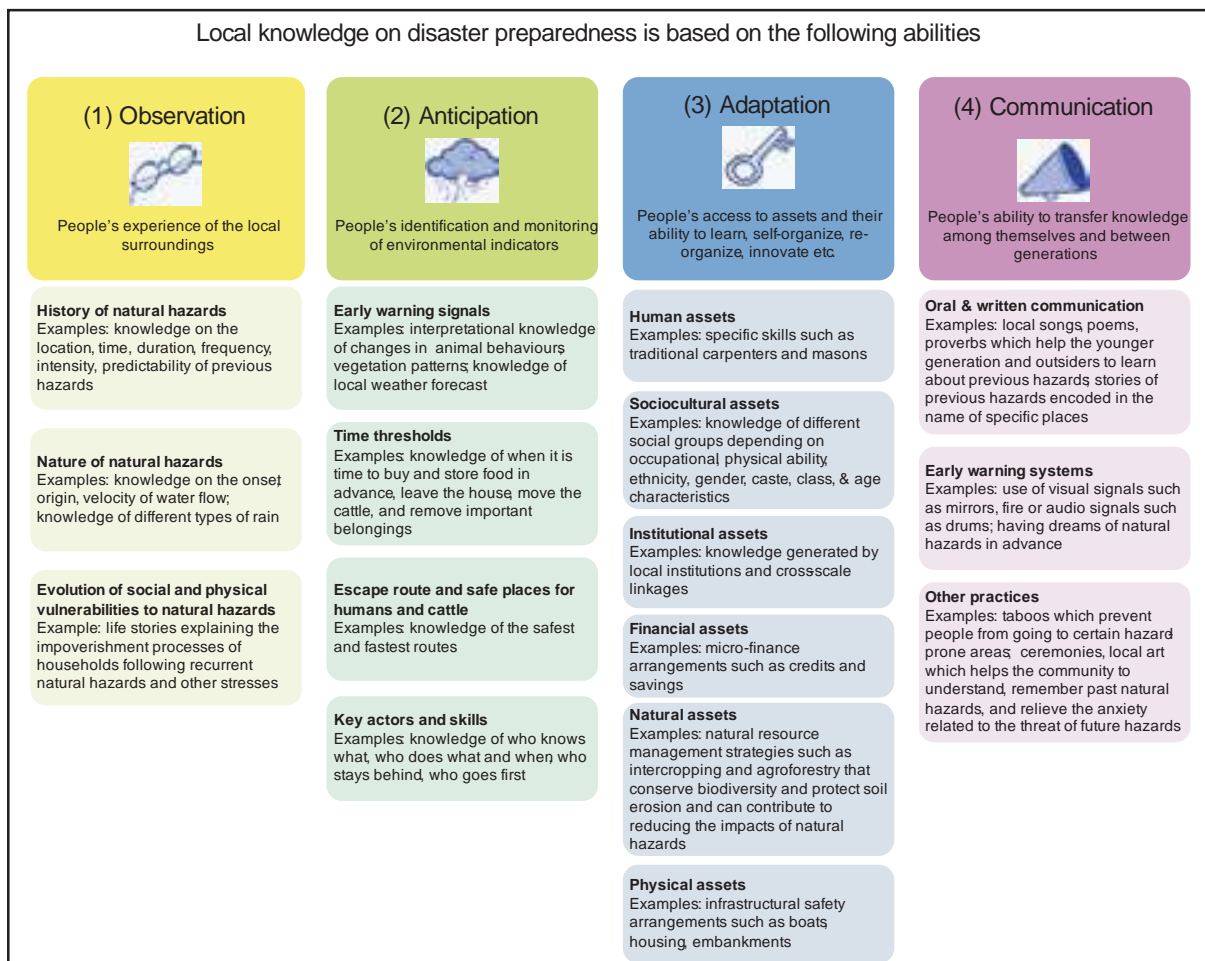 Local knowledge on disaster preparedness is based on the following abilities
(1) Observation
People's experience of the local
surroundings
History of natural hazards
Examples: knowledge on the
location, time, duration, frequency,
intensity, predictability of previous
hazards
Nature of natural hazards
Examples: knowledge on the onset,
origin, velocity of water flow;
knowledge of different types of rain
Evolution of social and physical
vulnerabilities to natural hazards
Example: life stories explaining the
impoverishment processes of
households following recurrent
natural hazards and other stresses
(2) Anticipation
People's identification and monitoring
of environmental indicators
Early warning signals
Examples: interpretational knowledge
of changes in animal behaviours,
vegetation patterns; knowledge of
local weather forecast
Time thresholds
Examples: knowledge of when it is
time to buy and store food in
advance, leave the house, move the
cattle, and remove important
belongings
Escape route and safe places for
humans and cattle
Examples: knowledge of the safest
and fastest routes
Key actors and skills
Examples: knowledge of who knows
what, who does what and when, who
stays behind, who goes first
(3) Adaptation
People's access to assets and their
ability to learn, self-organize, re-
organize, innovate etc.
Human assets
Examples: specific skills such as
traditional carpenters and masons
Sociocultural assets
Examples: knowledge of different
social groups depending on
occupational, physical ability,
ethnicity, gender, caste, class, & age
characteristics
Institutional assets
Examples: knowledge generated by
local institutions and cross-scale
linkages
Financial assets
Examples: micro-finance
arrangements such as credits and
savings
Natural assets
Examples: natural resource
management strategies such as
intercropping and agroforestry that
conserve biodiversity and protect soil
erosion and can contribute to
reducing the impacts of natural
hazards
Physical assets
Examples: infrastructural safety
arrangements such as boats,
housing, embankments
(4) Communication
People's ability to transfer knowledge
among themselves and between
generations
Oral & written communication
Examples: local songs, poems,
proverbs which help the younger
generation and outsiders to learn
about previous hazards; stories of
previous hazards encoded in the
name of specific places
Early warning systems
Examples: use of visual signals such
as mirrors, fire or audio signals such
as drums; having dreams of natural
hazards in advance
Other practices
Examples: taboos which prevent
people from going to certain hazard-
prone areas; ceremonies, local art
which helps the community to
understand, remember past natural
hazards, and relieve the anxiety
related to the threat of future hazards